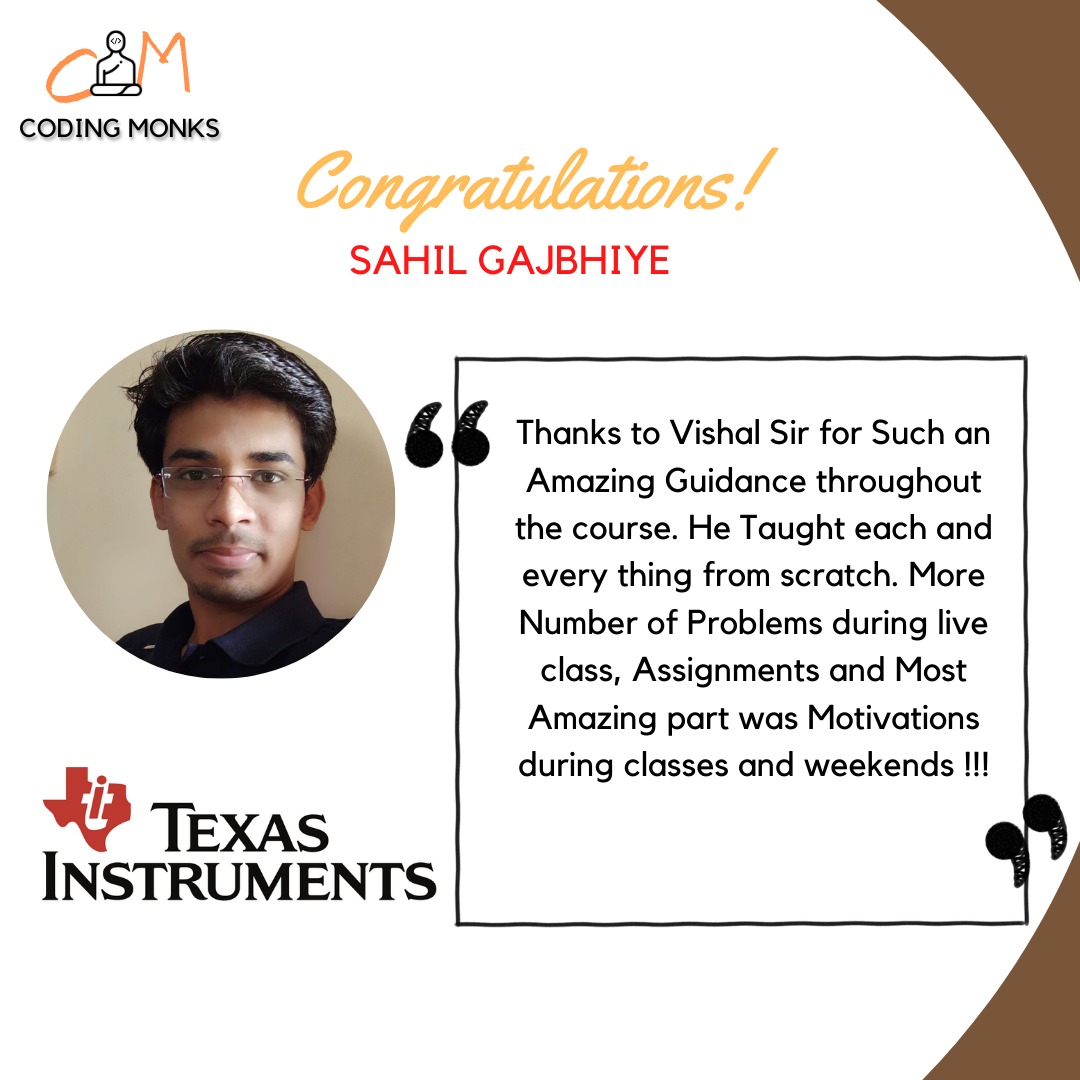 CM
CODING MONKS
Congratulations!
SAHIL GAJBHIYE
Thanks to Vishal Sir for Such an
Amazing Guidance throughout
the course. He Taught each and
every thing from scratch. More
Number of Problems during live
class, Assignments and Most
Amazing part was Motivations
during classes and weekends !!!
ti
TEXAS
INSTRUMENTS